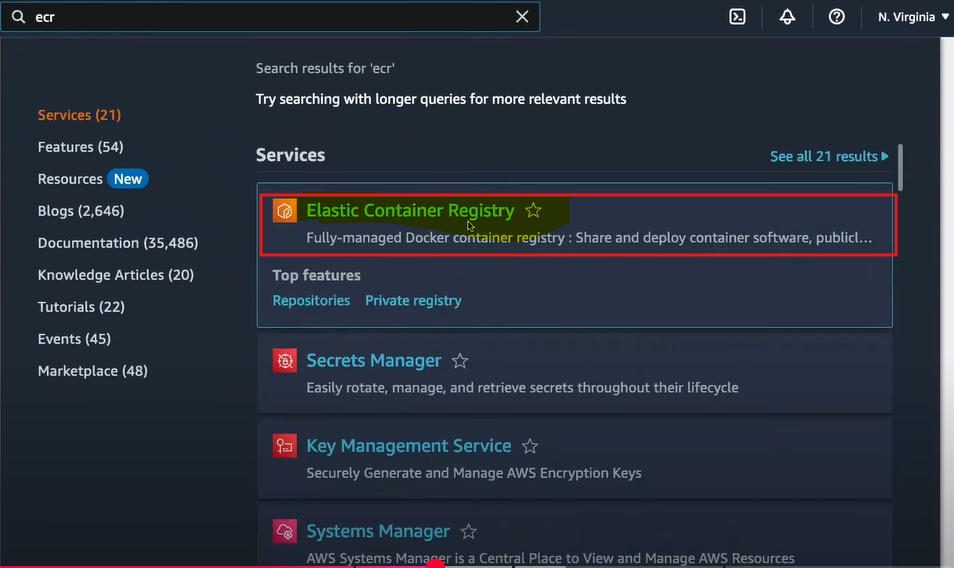 ecr
N. Virginia
Search results for 'ecr'
Try searching with longer queries for more relevant results
Services (21)
Features (54)
Resources New
Blogs (2,646)
Documentation (35,486)
Knowledge Articles (20)
Tutorials (22)
Events (45)
Marketplace (48)
Services
See all 21 results
Elastic Container Registry
Fully-managed Docker container registry : Share and deploy container software, publicl...
Top features
Repositories Private registry
Secrets Manager
Easily rotate, manage, and retrieve secrets throughout their lifecycle
Key Management Service
Securely Generate and Manage AWS Encryption Keys
Systems Manager
AWS Systems Manager is a Central Place to View and Manage AWS Resources